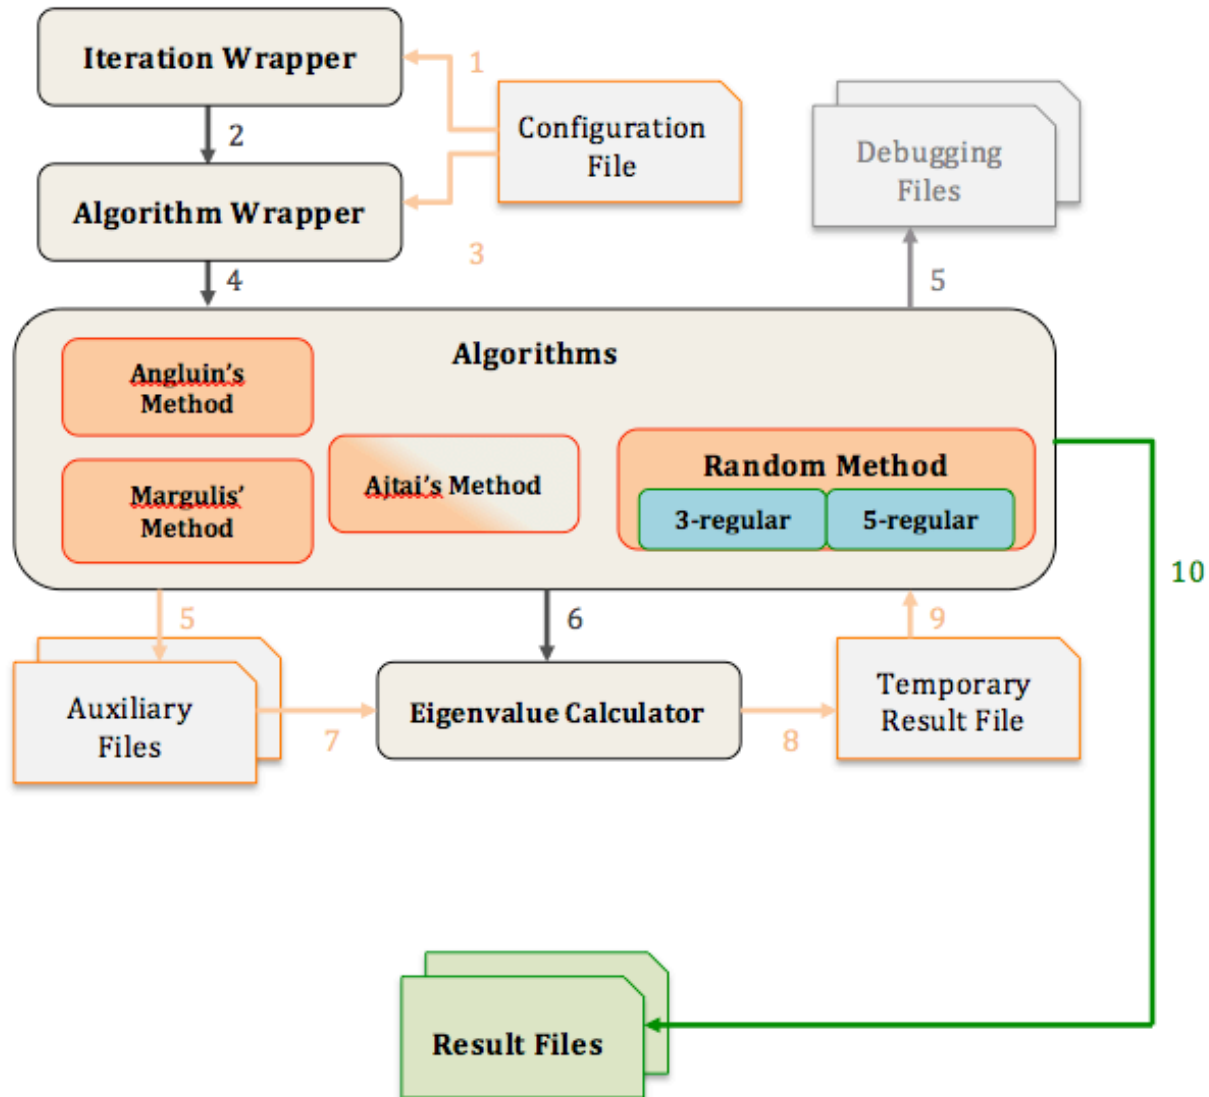 Iteration Wrapper
1
Configuration
File
2
Debugging
Files
Algorithm Wrapper
3
4
5
Algorithms
Angluin's
Method
Ajtai's Method
Random Method
Margulis'
Method
3-regular
5-regular
10
5
6
9
Auxiliary
Files
7
Eigenvalue Calculator
8
Temporary
Result File
Result Files